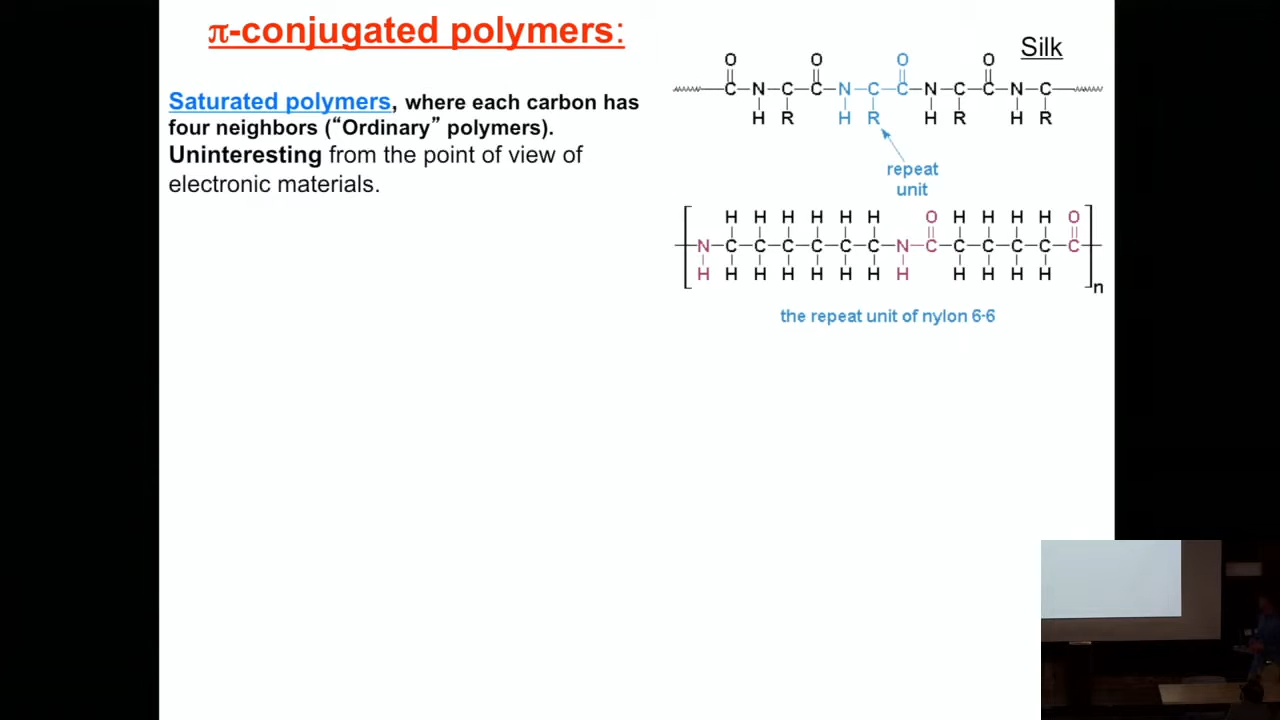 π-conjugated polymers:
Saturated polymers, where each carbon has
four neighbors (“Ordinary” polymers).
Uninteresting from the point of view of
electronic materials.
Silk
O O O O
C N C C N C C N C C N C
H R H R H R H R
repeat
unit
H H H H H H O H H H H O
N C C C C C C N C C C C C C
H H H H H H H H H H H H
n
the repeat unit of nylon 6-6